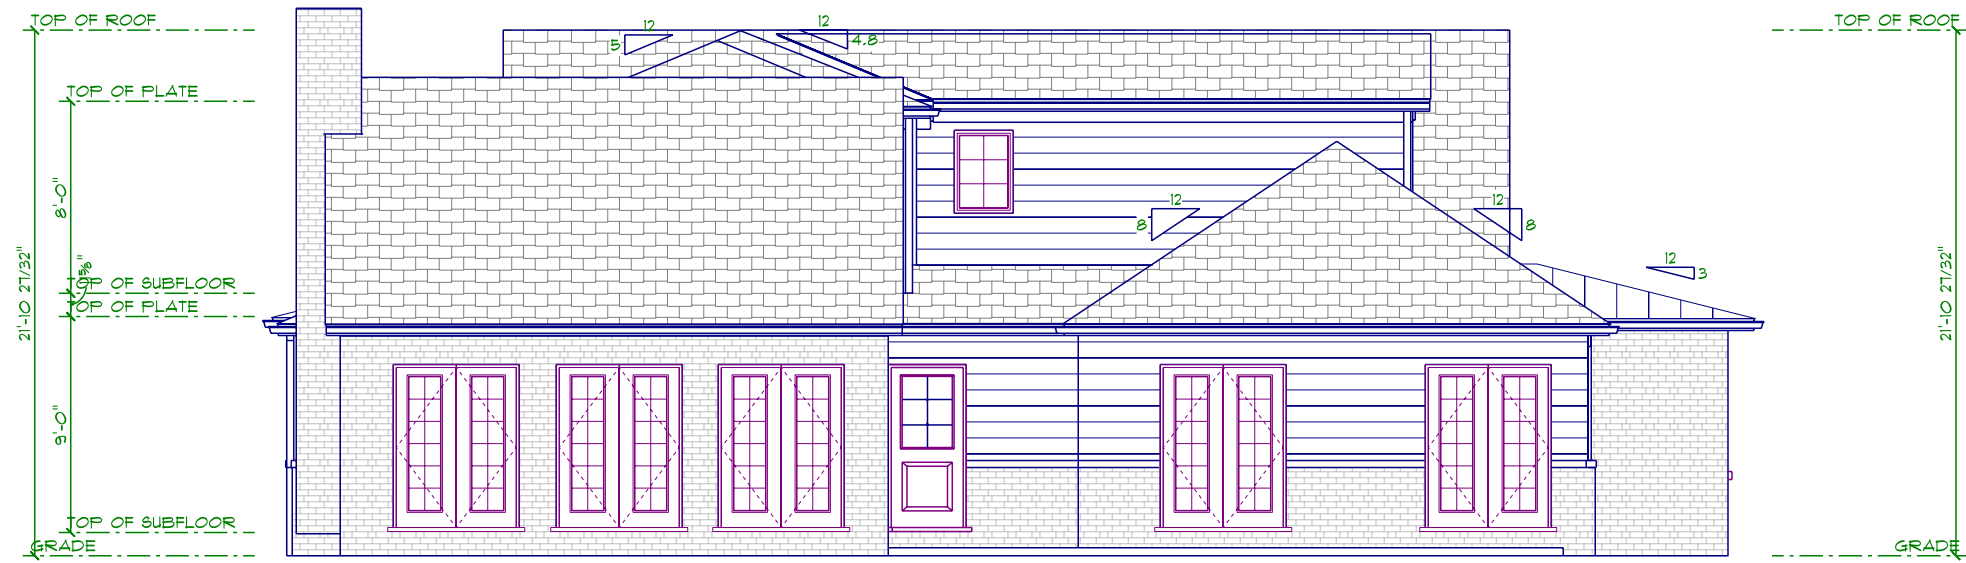 TOP OF ROOF
12
12
TOP OF ROOF
5
4.8
TOP OF PLATE
8'-0"
12
12
8
8
21'-10 27/32"
21'-10 27/32"
12
3
TOP OF SUBFLOOR
TOP OF PLATE
9'-0"
TOP OF SUBFLOOR
GRADE
GRADE